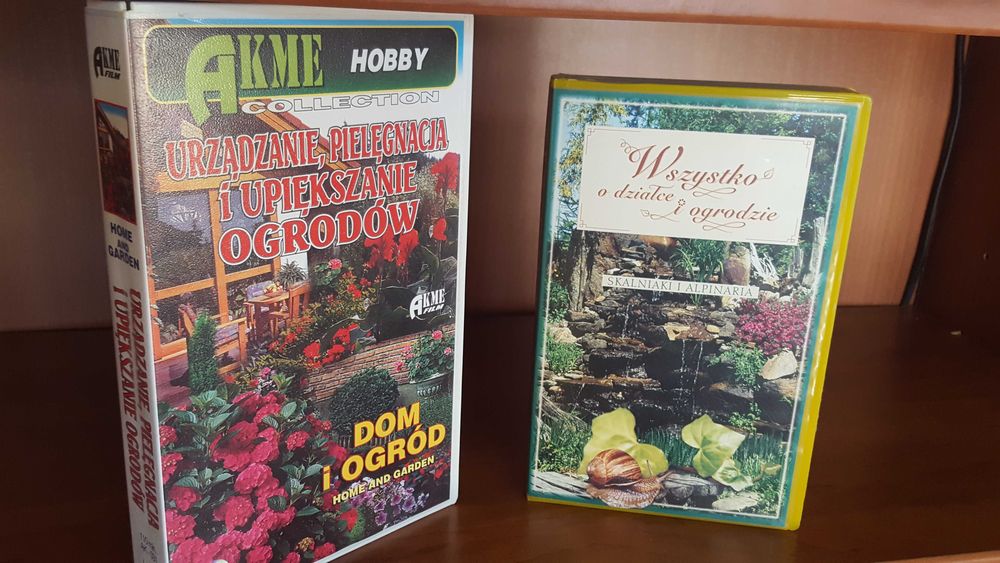 AKME
FILM
HOME
AND
GARDEN
URZĄDZANIE, PIELĘGNACJA
I UPIĘKSZANIE OGRODÓW
AKME HOBBY
COLLECTION
URZĄDZANIE, PIELĘGNACJA
i UPIĘKSZANIE
OGRODÓW
AKME
FILM
DOM
i OGRÓD
HOME AND GARDEN
Wszystko
o działce i ogrodzie
SKALNIAKI I ALPINARIA